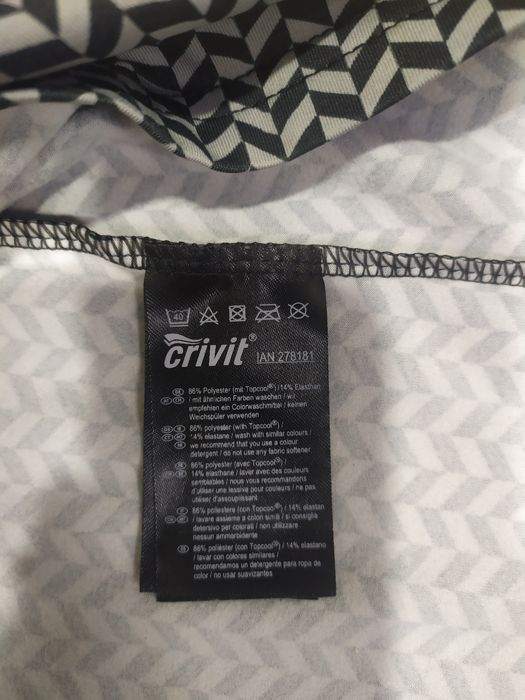 40
crivit® IAN 278181
86% Polyester (mit Topcool®) / 14% Elasthan
/ mit ähnlichen Farben waschen / wir
empfehlen ein Colorwaschmittel / keinen
Weichspüler verwenden
86% polyester (with Topcool®) /
14% elastane / wash with similar colours /
we recommend that you use a colour
detergent / do not use any fabric softener
86% polyester (avec Topcool®) /
14% élasthanne / laver avec des couleurs
semblables / nous vous recommandons
d'utiliser une lessive pour couleurs / ne pas
utiliser d'assouplissant
86% poliestere (con Topcool®) / 14% elastan
/ lavare assieme a colori simili / si consiglia
detersivo per colorati / non utilizzare
nessun ammorbidente
86% poliéster (con Topcool®) / 14% elastano
/ lavar con colores similares /
recomendamos un detergente para ropa de
color / no usar suavizantes